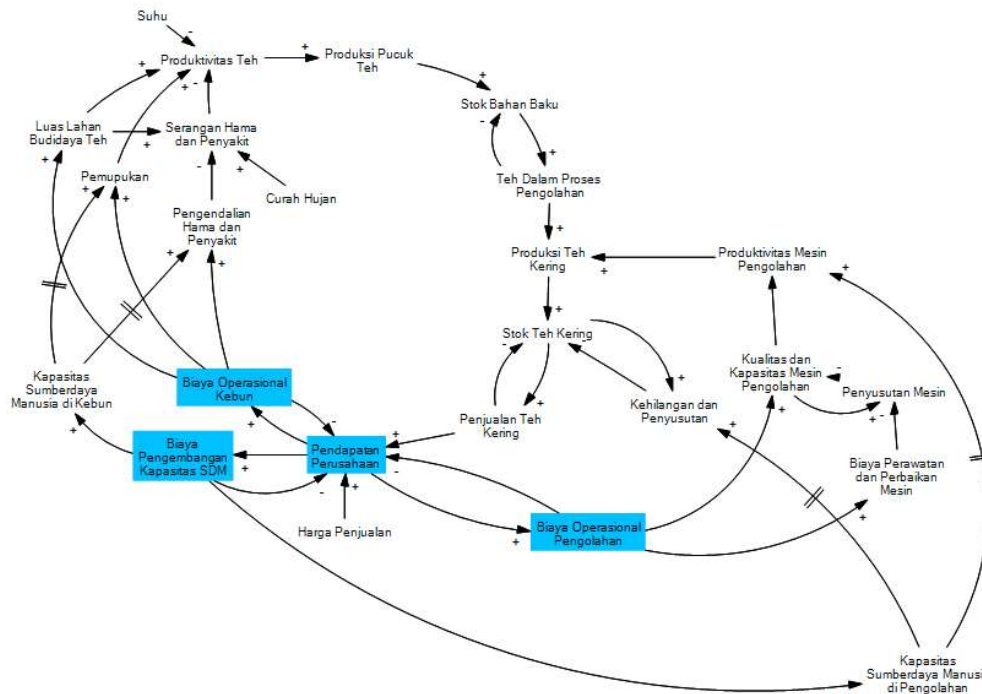 Suhu
Produktivitas Teh
Produksi Pucuk
Teh
Stok Bahan Baku
Luas Lahan
Budidaya Teh
Serangan Hama
dan Penyakit
Pemupukan
Teh Dalam Proses
Pengolahan
Curah Hujan
Pengendalian
Hama dan
Penyakit
Produksi Teh
Kering
Produktivitas Mesin
Pengolahan
Stok Teh Kering
Kapasitas
Sumberdaya
Manusia di Kebun
Biaya Operasional
Kebun
Kualitas dan
Kapasitas Mesin
Pengolahan
Penyusutan Mesin
Penjualan Teh
Kering
Kehilangan dan
Penyusutan
Biaya
Pengembangan
Kapasitas SDM
Pendapatan
Perusahaan
Biaya Perawatan
dan Perbaikan
Mesin
Harga Penjualan
Biaya Operasional
Pengolahan
Kapasitas
Sumberdaya Manusi
di Pengolahan